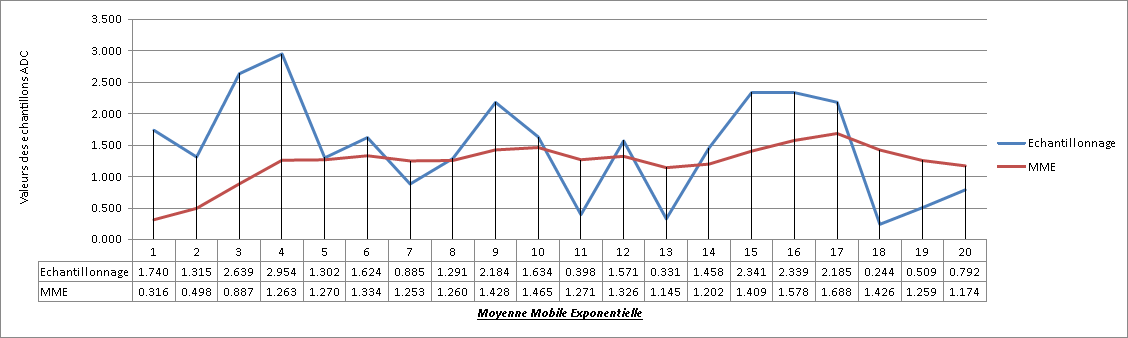 Valeurs des echantillons ADC
3.500
3.000
2.500
2.000
1.500
1.000
0.500
0.000
Echantillonnage
MME
1 2 3 4 5 6 7 8 9 10 11 12 13 14 15 16 17 18 19 20
Echantillonnage 1.740 1.315 2.639 2.954 1.302 1.624 0.885 1.291 2.184 1.634 0.398 1.571 0.331 1.458 2.341 2.339 2.185 0.244 0.509 0.792
MME 0.316 0.498 0.887 1.263 1.270 1.334 1.253 1.260 1.428 1.465 1.271 1.326 1.145 1.202 1.409 1.578 1.688 1.426 1.259 1.174
Moyenne Mobile Exponentielle